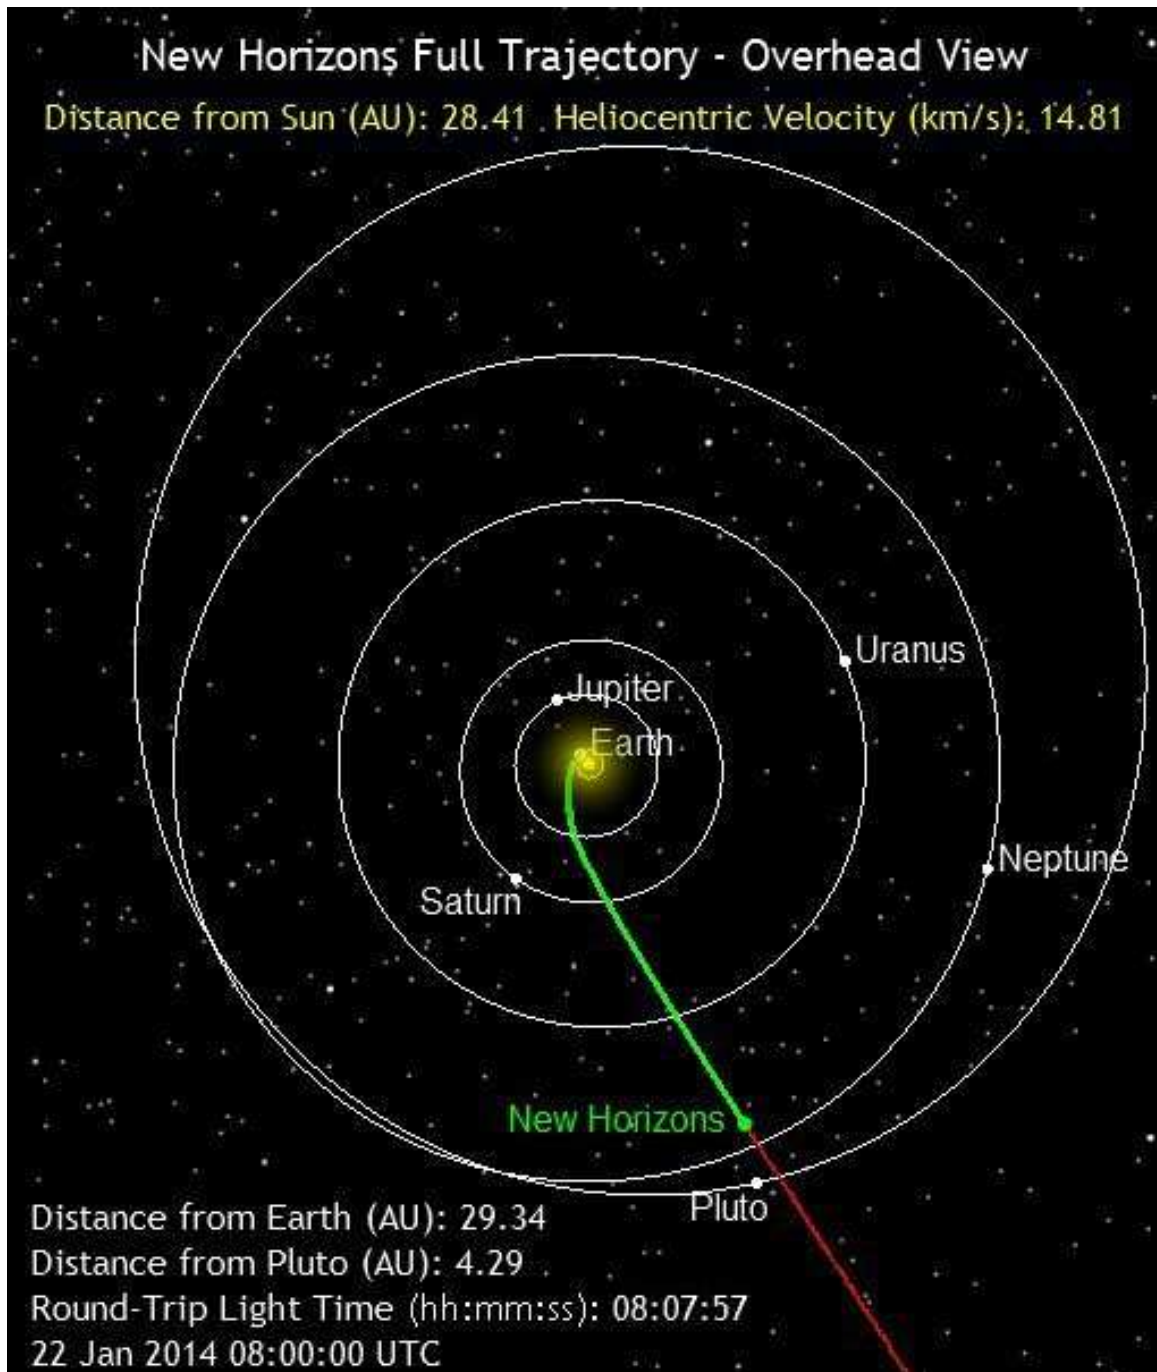 New Horizons Full Trajectory - Overhead View
Distance from Sun (AU): 28.41 Heliocentric Velocity (km/s): 14.81
Uranus
Jupiter
Earth
Neptune
Saturn
New Horizons
Pluto
Distance from Earth (AU): 29.34
Distance from Pluto (AU): 4.29
Round-Trip Light Time (hh:mm:ss): 08:07:57
22 Jan 2014 08:00:00 UTC